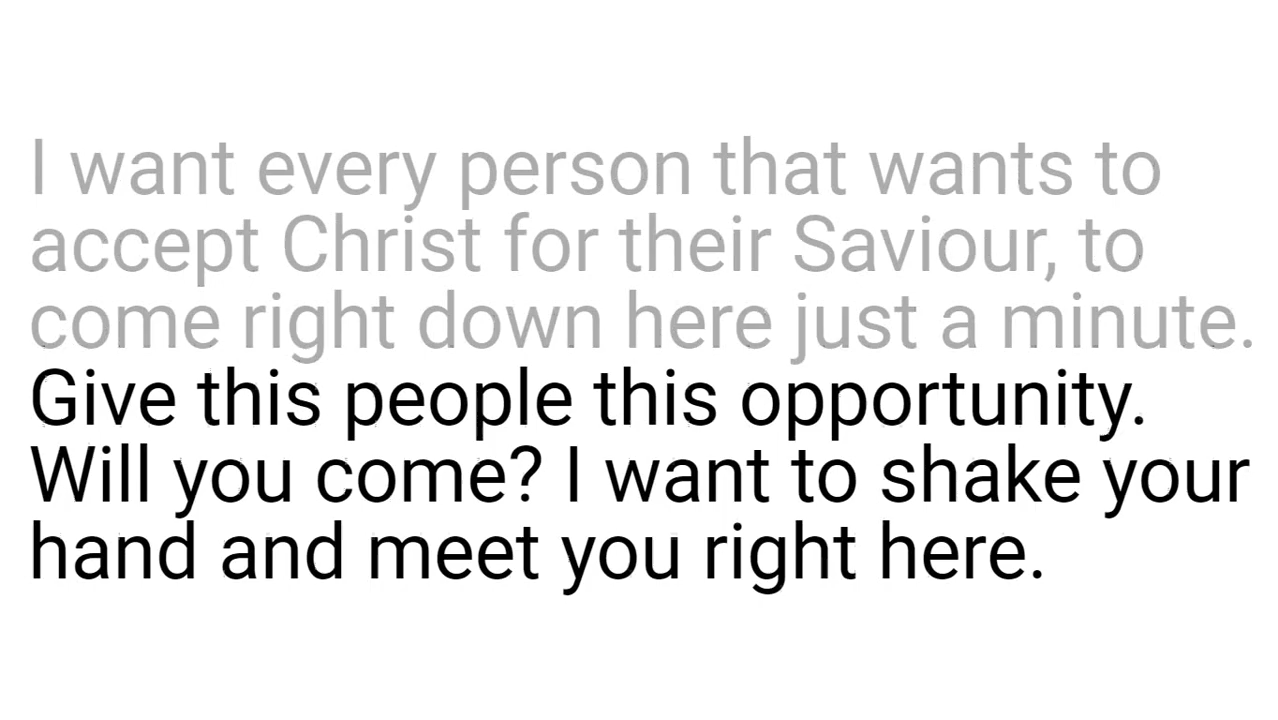 I want every person that wants to
accept Christ for their Saviour, to
come right down here just a minute.
Give this people this opportunity.
Will you come? I want to shake your
hand and meet you right here.